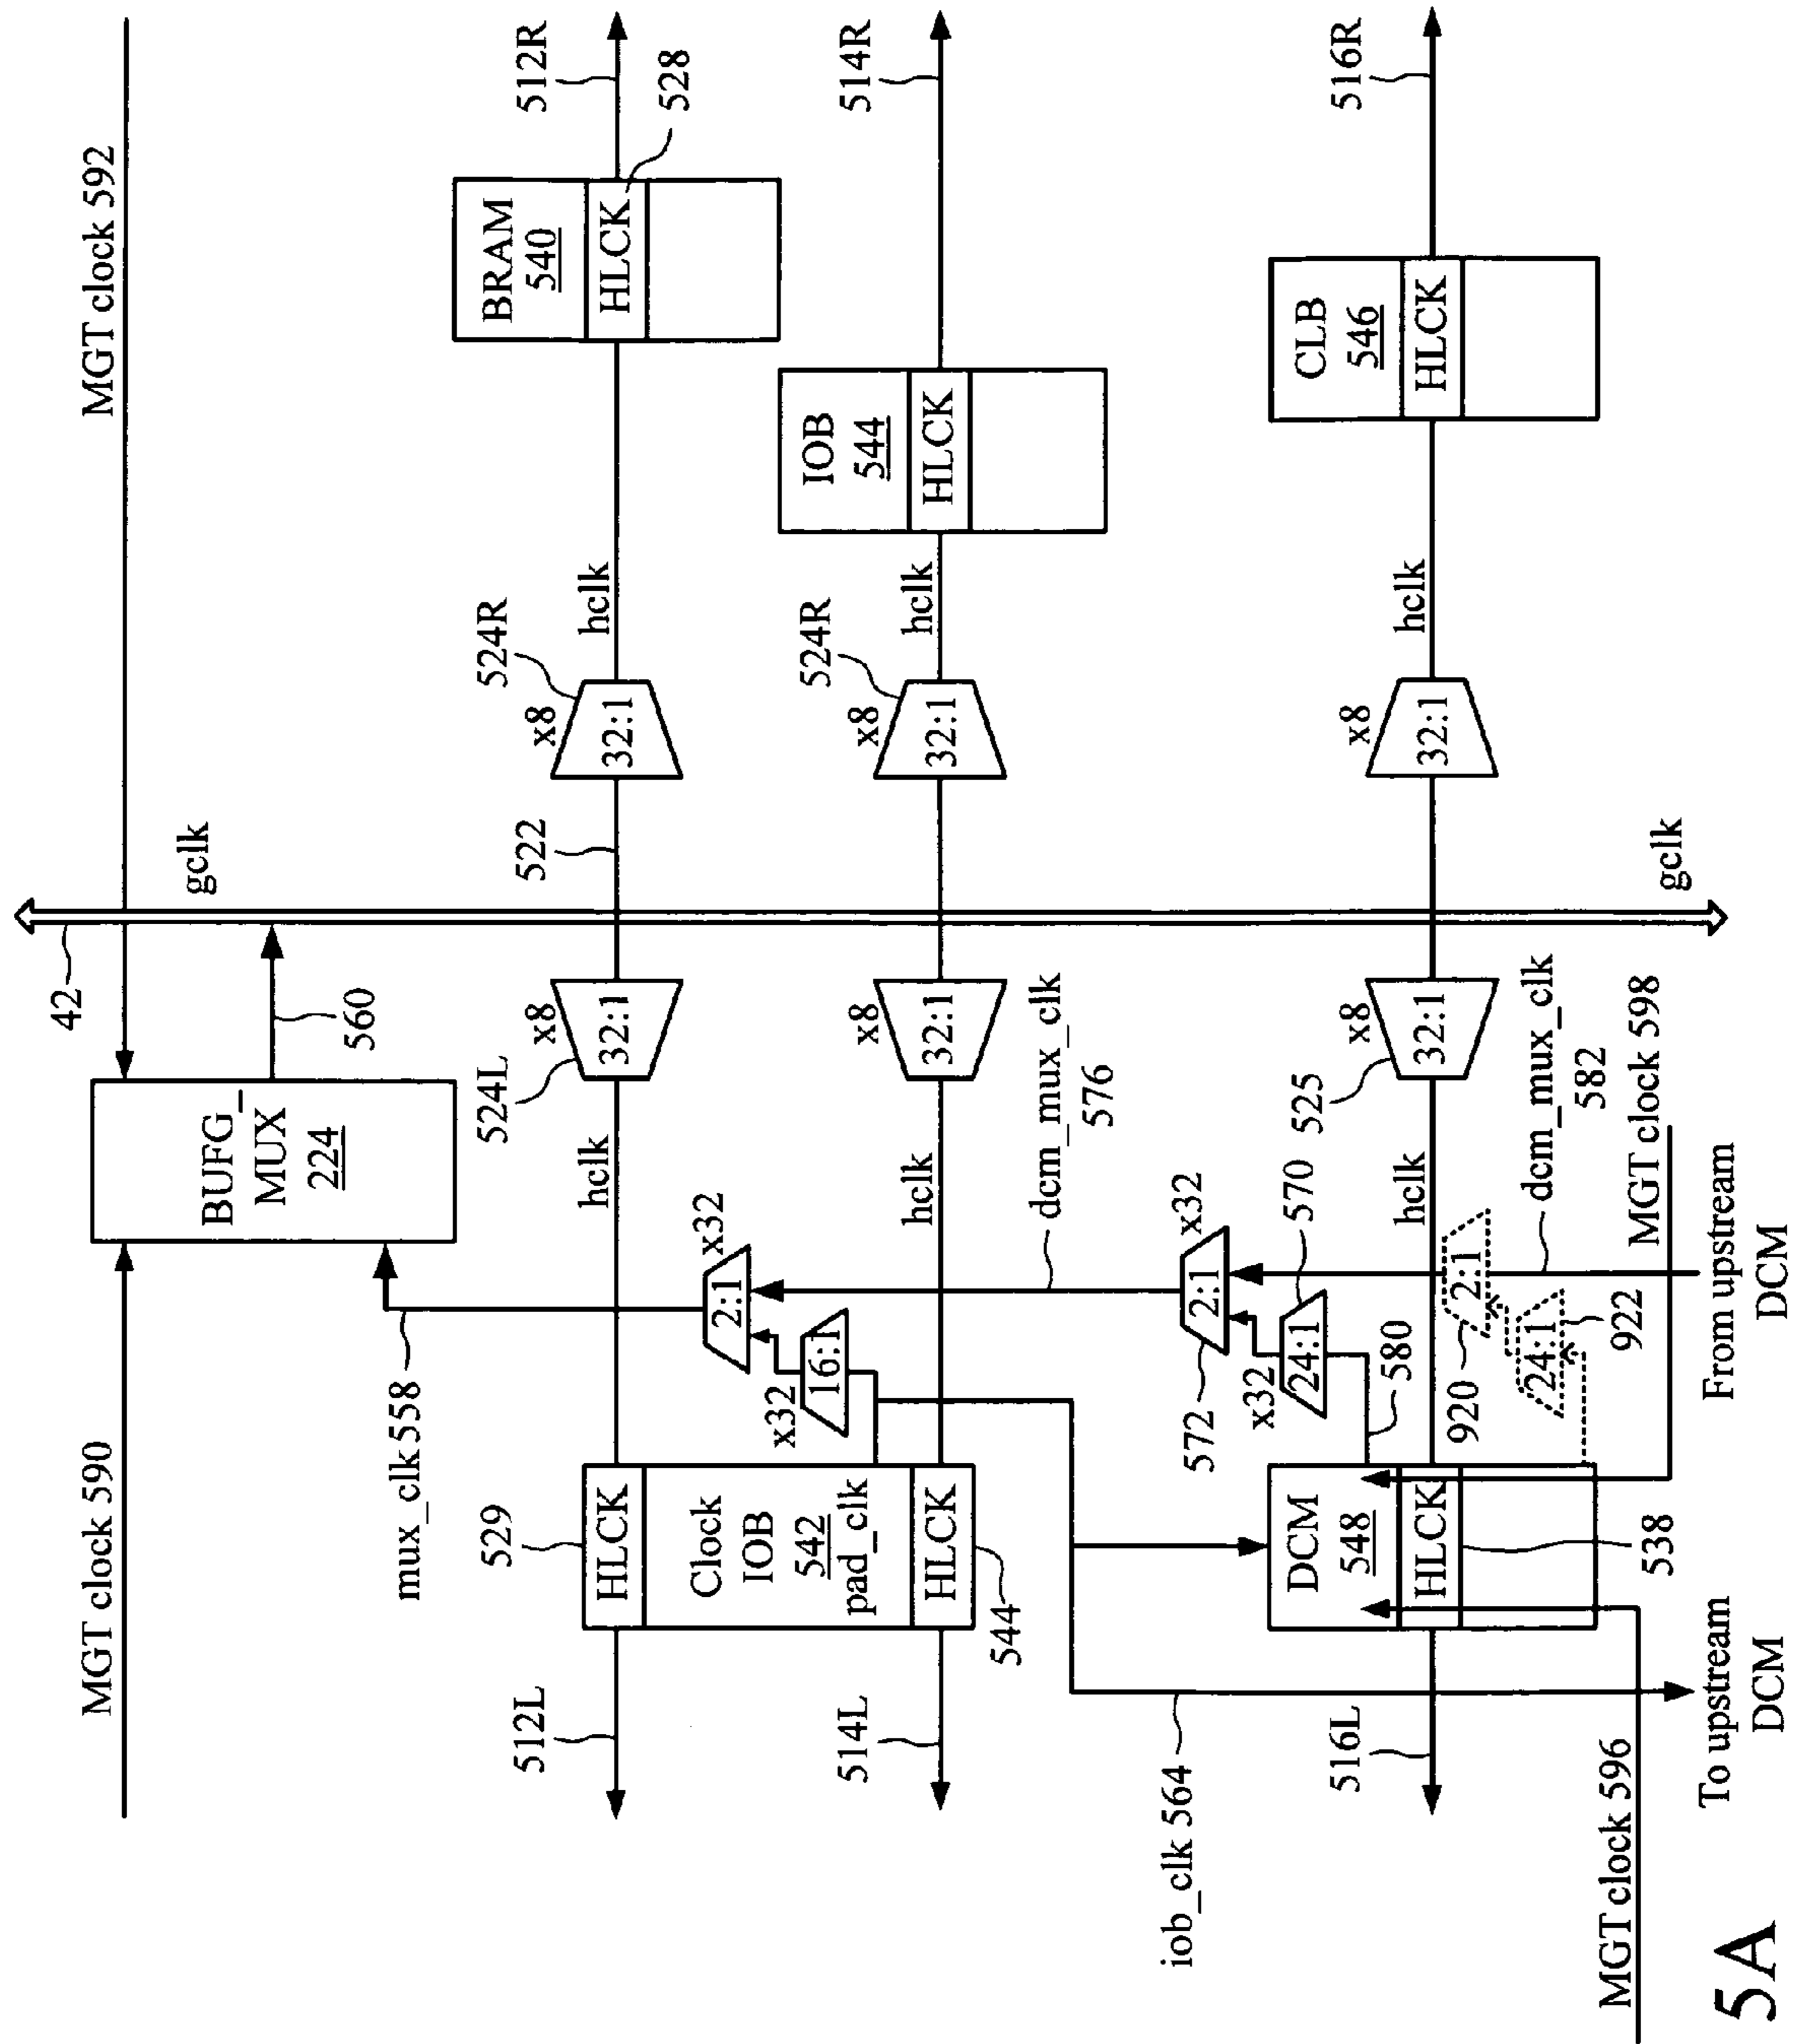 MGT clock 590
MGT clock 592
BUFG_
MUX
224
42
gclk
560
mux_clk 558
512L
529
HLCK
hclk
524L
x8
32:1
522
x8
32:1
524R
hclk
BRAM
540
HLCK
528
512R
Clock
IOB
542
pad_clk
x32
16:1
2:1
x32
514L
HLCK
544
hclk
x8
32:1
x8
32:1
524R
hclk
IOB
544
HLCK
514R
dcm_mux_clk
576
iob_clk 564
572
2:1
x32
x32
24:1
570
580
516L
DCM
548
HLCK
538
hclk
525
x8
32:1
x8
32:1
hclk
CLB
546
HLCK
516R
920
2:1
24:1
922
dcm_mux_clk
582
MGT clock 598
gclk
MGT clock 596
To upstream
DCM
From upstream
DCM
5A